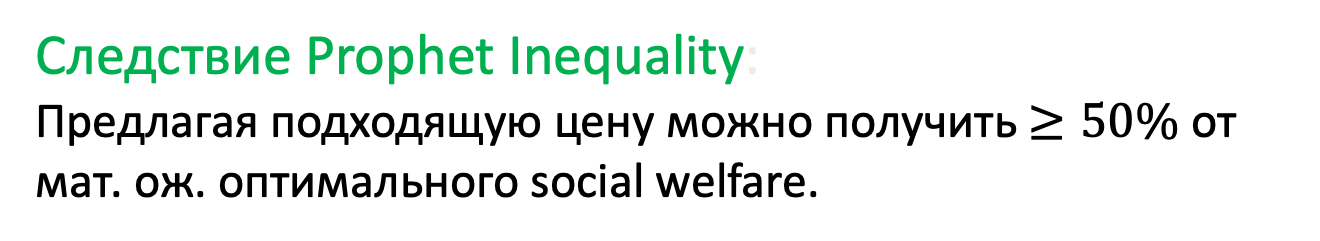 Следствие Prophet Inequality:
Предлагая подходящую цену можно получить ≥ 50% от
мат. ож. оптимального social welfare.